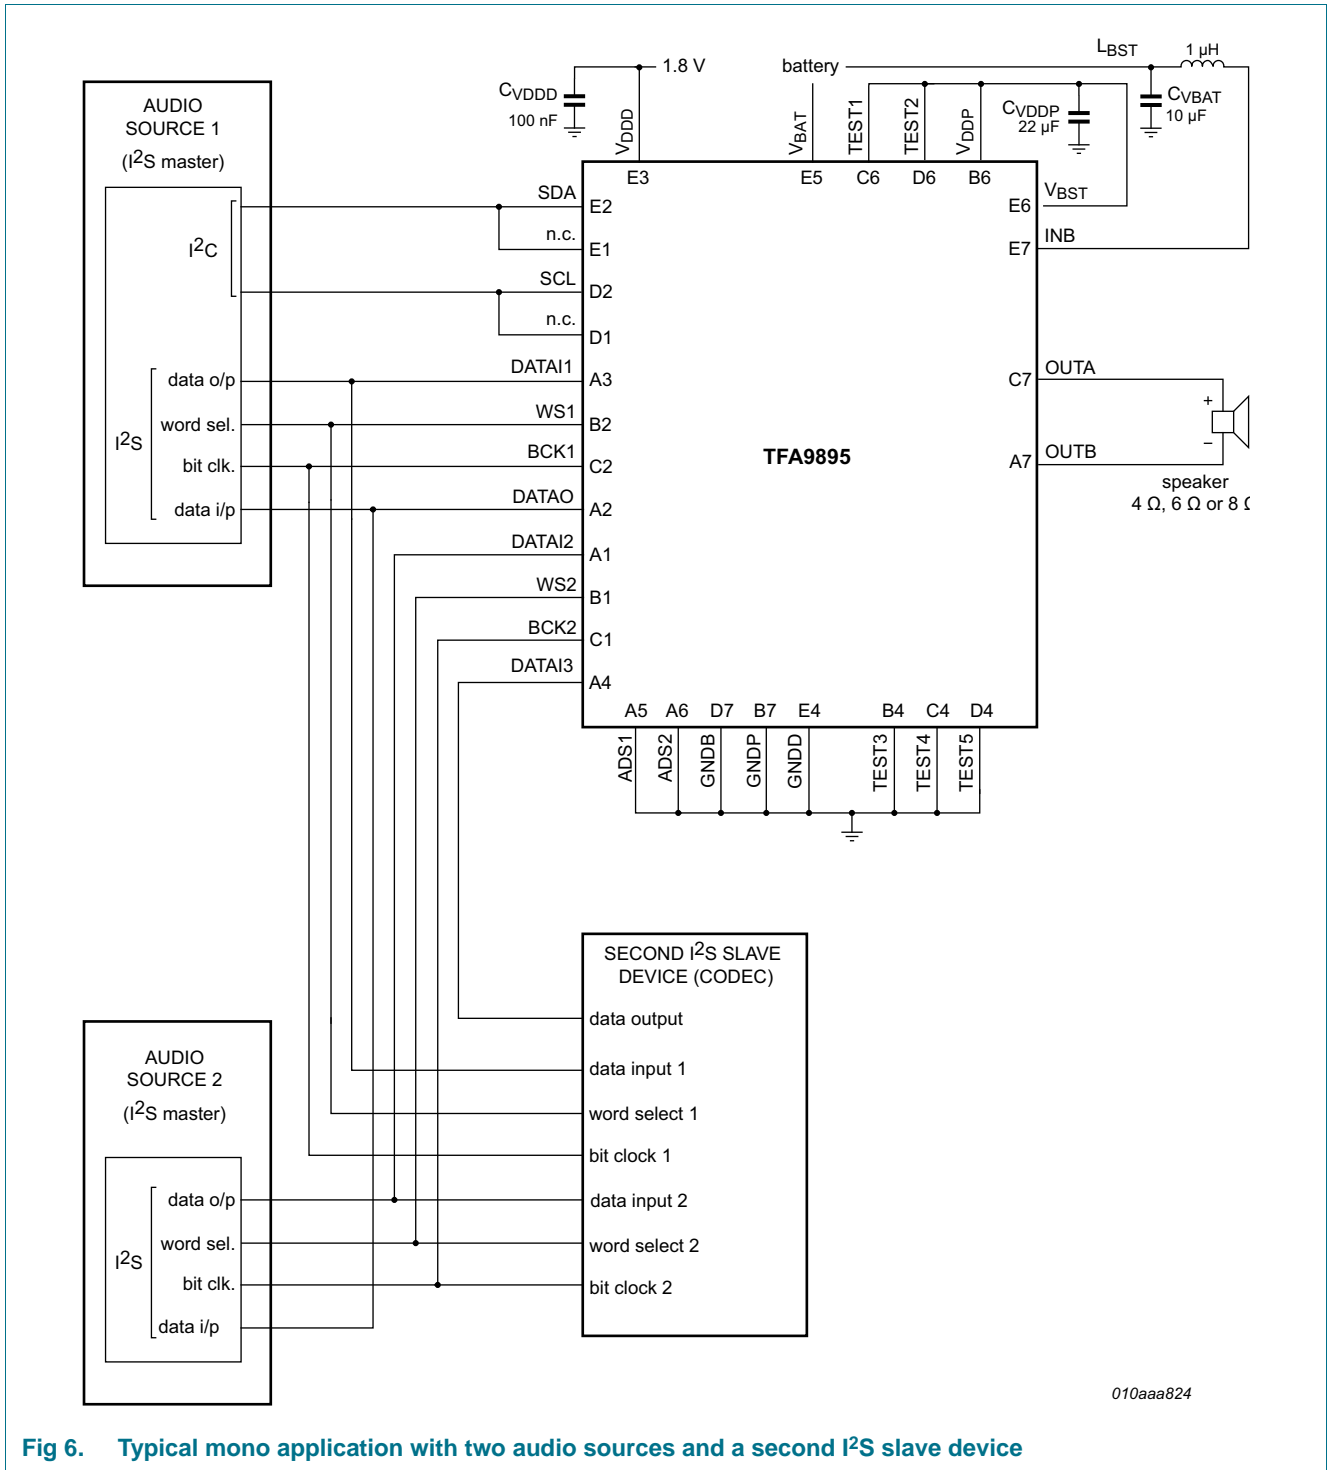 AUDIO
SOURCE 1
(I2S master)
I2C
I2S
data o/p
word sel.
bit clk.
data i/p
CVDDD
100 nF
1.8 V
VDDD
E3
battery
VBAT
E5
TEST1
C6
TEST2
D6
VDDP
B6
CVDDP
22 µF
LBST
1 µH
CVBAT
10 µF
SDA
E2
n.c.
E1
SCL
D2
n.c.
D1
DATAI1
A3
WS1
B2
BCK1
C2
DATAO
A2
DATAI2
A1
WS2
B1
BCK2
C1
DATAI3
A4
TFA9895
E6
VBST
E7
INB
C7
OUTA
A7
OUTB
+
−
speaker
4 Ω, 6 Ω or 8 Ω
A5
A6
D7
B7
E4
B4
C4
D4
ADS1
ADS2
GNDB
GNDP
GNDD
TEST3
TEST4
TEST5
SECOND I2S SLAVE
DEVICE (CODEC)
data output
data input 1
word select 1
bit clock 1
data input 2
word select 2
bit clock 2
AUDIO
SOURCE 2
(I2S master)
I2S
data o/p
word sel.
bit clk.
data i/p
010aaa824
Fig 6. Typical mono application with two audio sources and a second I2S slave device